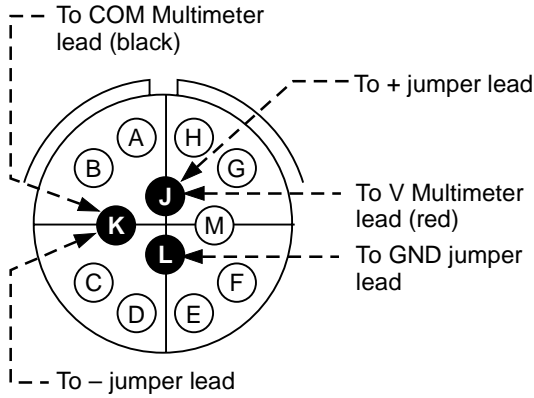 To COM Multimeter
lead (black)
To + jumper lead
A
H
B
G
J
To V Multimeter
lead (red)
K
M
L
To GND jumper
lead
C
F
D
E
To – jumper lead